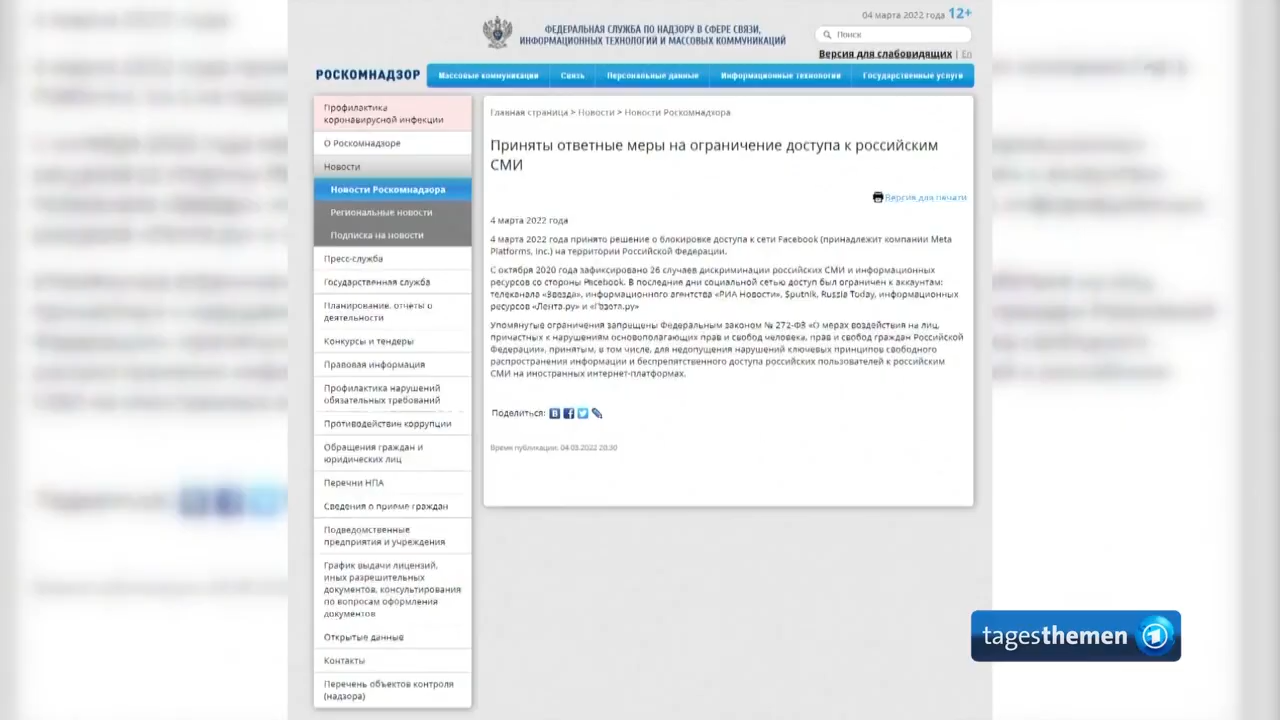 04 марта 2022 года 12+
ФЕДЕРАЛЬНАЯ СЛУЖБА ПО НАДЗОРУ В СФЕРЕ СВЯЗИ,
ИНФОРМАЦИОННЫХ ТЕХНОЛОГИЙ И МАССОВЫХ КОММУНИКАЦИЙ
Поиск
Версия для слабовидящих | En
РОСКОМНАДЗОР
Массовые коммуникации
Связь
Персональные данные
Информационные технологии
Государственные услуги
Профилактика
коронавирусной инфекции
О Роскомнадзоре
Новости
Новости Роскомнадзора
Региональные новости
Подписка на новости
Пресс-служба
Государственная служба
Планирование, отчеты о
деятельности
Конкурсы и тендеры
Правовая информация
Профилактика нарушений
обязательных требований
Противодействие коррупции
Обращения граждан и
юридических лиц
Перечни НПА
Сведения о приеме граждан
Подведомственные
предприятия и учреждения
График выдачи лицензий,
иных разрешительных
документов, консультирования
по вопросам оформления
документов
Открытые данные
Контакты
Перечень объектов контроля
(надзора)
Главная страница > Новости > Новости Роскомнадзора
Приняты ответные меры на ограничение доступа к российским
СМИ
Версия для печати
4 марта 2022 года
4 марта 2022 года принято решение о блокировке доступа к сети Facebook (принадлежит компании Meta
Platforms, Inc.) на территории Российской Федерации.
С октября 2020 года зафиксировано 26 случаев дискриминации российских СМИ и информационных
ресурсов со стороны Facebook. В последние дни социальной сетью доступ был ограничен к аккаунтам:
телеканала «Звезда», информационного агентства «РИА Новости», Sputnik, Russia Today, информационных
ресурсов «Лента.ру» и «Газета.ру»
Упомянутые ограничения запрещены Федеральным законом № 272-ФЗ «О мерах воздействия на лиц,
причастных к нарушениям основополагающих прав и свобод человека, прав и свобод граждан Российской
Федерации», принятым, в том числе, для недопущения нарушений ключевых принципов свободного
распространения информации и беспрепятственного доступа российских пользователей к российским
СМИ на иностранных интернет-платформах.
Поделиться:
Время публикации: 04.03.2022 20:30
tagesthemen